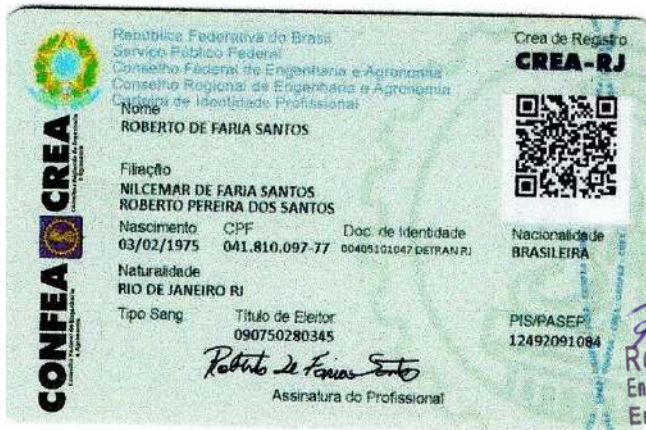 República Federativa do Brasil
Serviço Público Federal
Conselho Federal de Engenharia e Agronomia
Conselho Regional de Engenharia e Agronomia
Carteira de Identidade Profissional
Crea de Registro
CREA-RJ
Nome
ROBERTO DE FARIA SANTOS
Filiação
NILCEMAR DE FARIA SANTOS
ROBERTO PEREIRA DOS SANTOS
Nascimento CPF Doc. de Identidade Nacionalidade
03/02/1975 041.810.097-77 00405101047 DETRAN RJ BRASILEIRA
Naturalidade
RIO DE JANEIRO RJ
Tipo Sang. Título de Eleitor PIS/PASEP
090750280345 12492091084
Roberto de Faria Santos
Assinatura do Profissional
CONFEA CREA